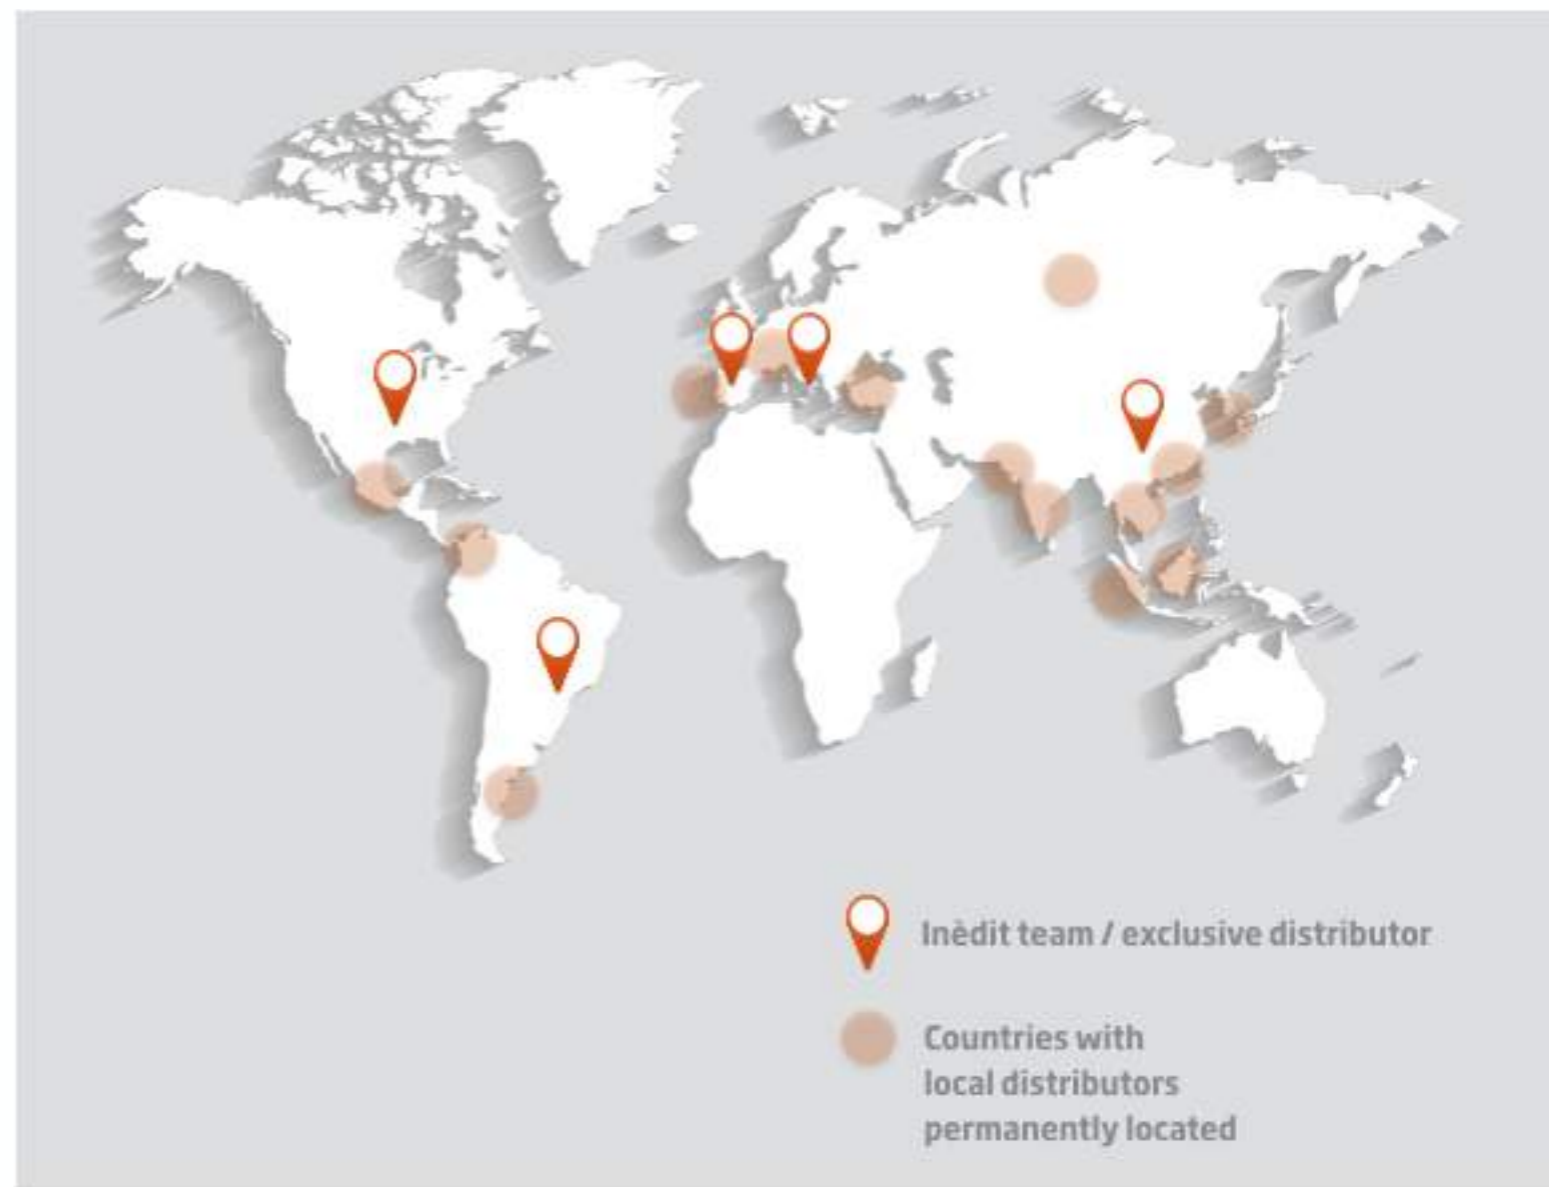 Inèdit team / exclusive distributor
Countries with
local distributors
permanently located